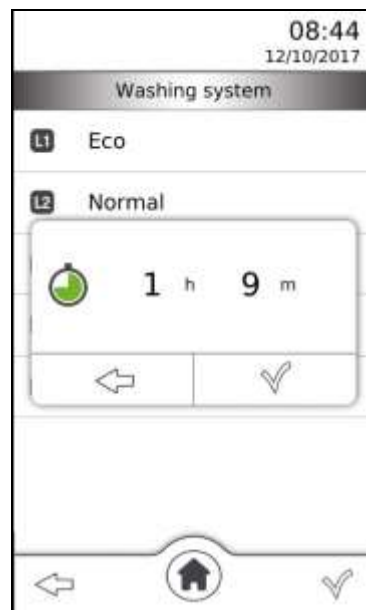 08:44
12/10/2017
Washing system
L1 Eco
L2 Normal
1 h 9 m